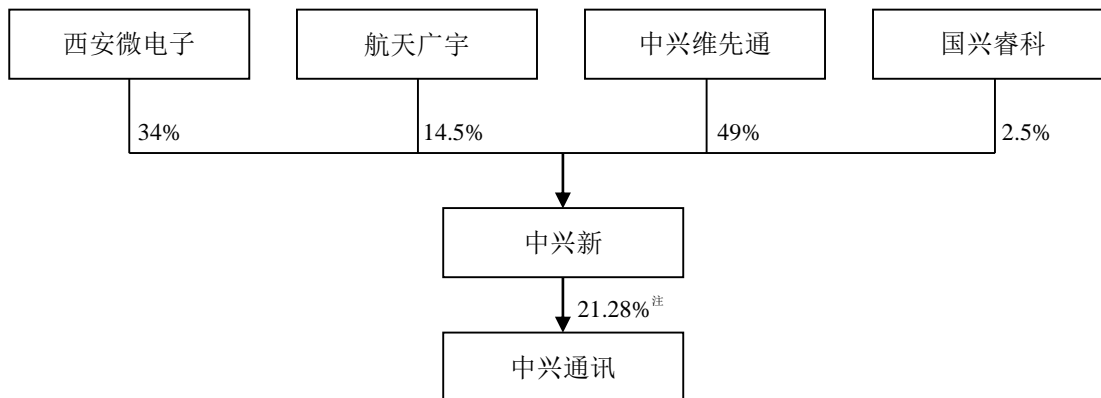 西安微电子
航天广宇
中兴维先通
国兴睿科
34%
14.5%
49%
2.5%
中兴新
21.28%注
中兴通讯